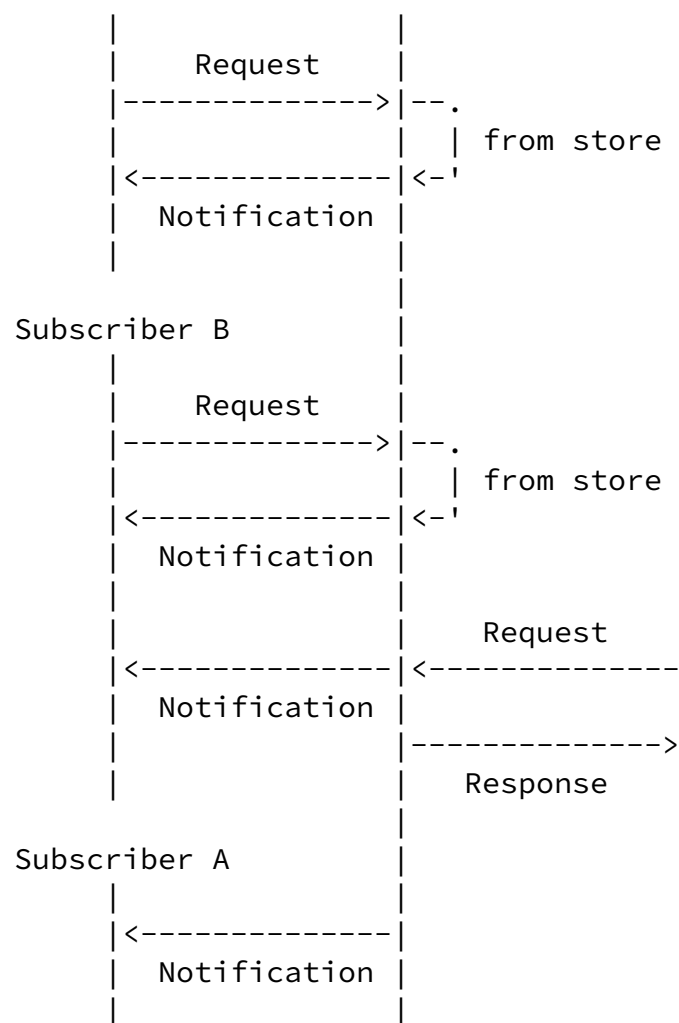 Request
from store
Notification
Subscriber B
Request
from store
Notification
Request
Notification
Response
Subscriber A
Notification